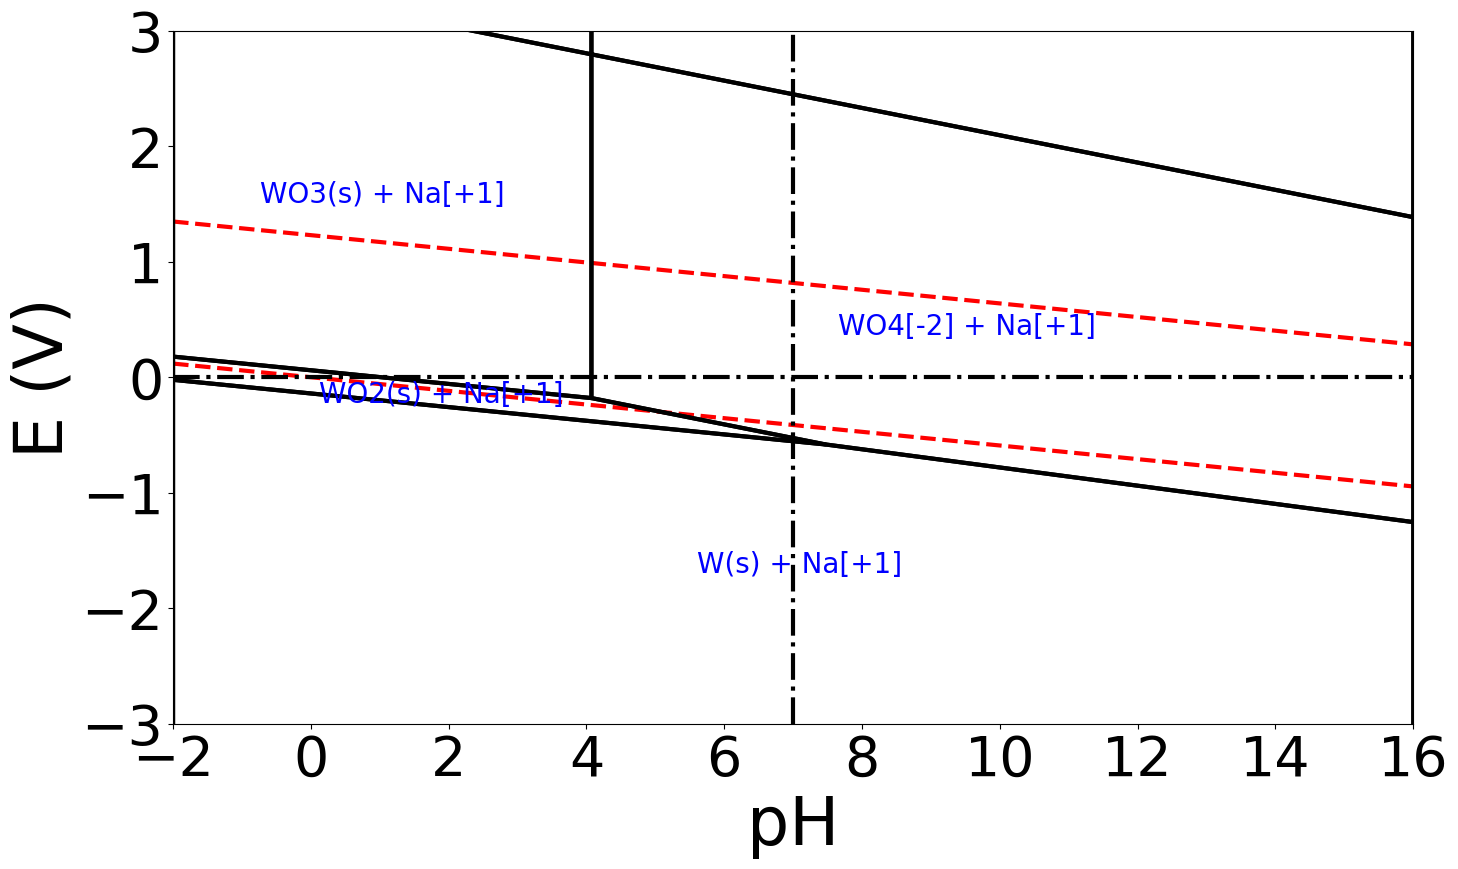 3
2
1
0
−1
−2
−3
E (V)
WO3(s) + Na[+1]
WO4[-2] + Na[+1]
WO2(s) + Na[+1]
W(s) + Na[+1]
−2 0 2 4 6 8 10 12 14 16
pH